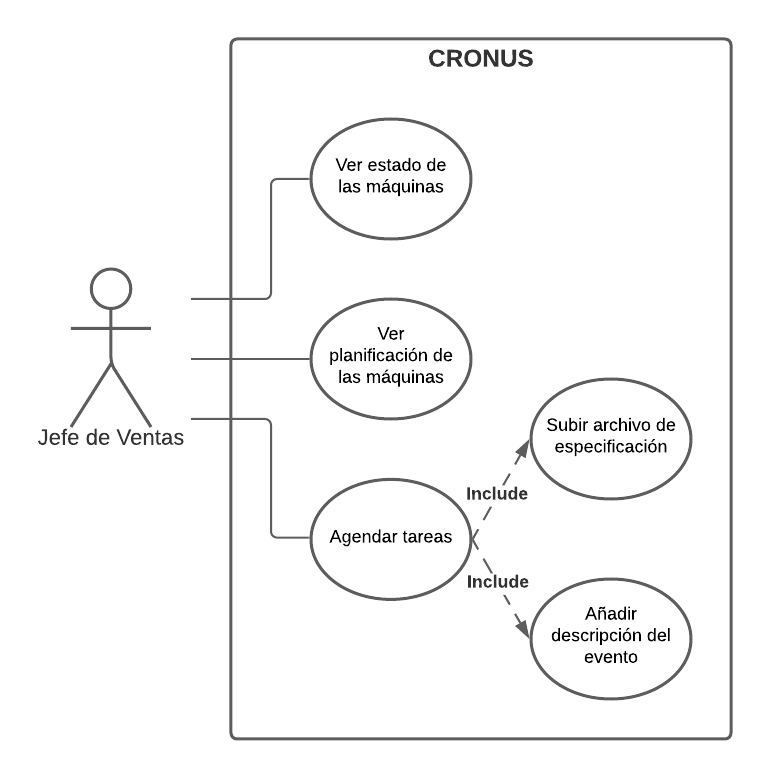 CRONUS
Ver estado de
las máquinas
Ver
planificación de
las máquinas
Jefe de Ventas
Subir archivo de
especificación
Include
Agendar tareas
Include
Añadir
descripción del
evento